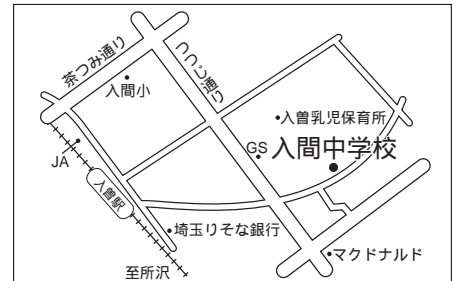 茶つみ通り
つつじ通り
入間小
入曽乳児保育所
GS
入間中学校
JA
入曽駅
埼玉りそな銀行
マクドナルド
至所沢